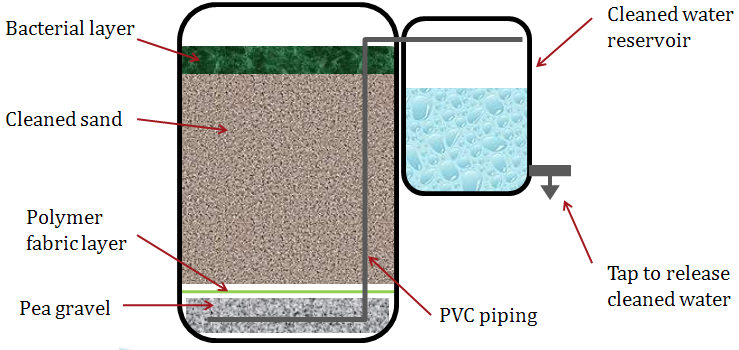 Bacterial layer
Cleaned sand
Polymer
fabric layer
Pea gravel
PVC piping
Cleaned water
reservoir
Tap to release
cleaned water